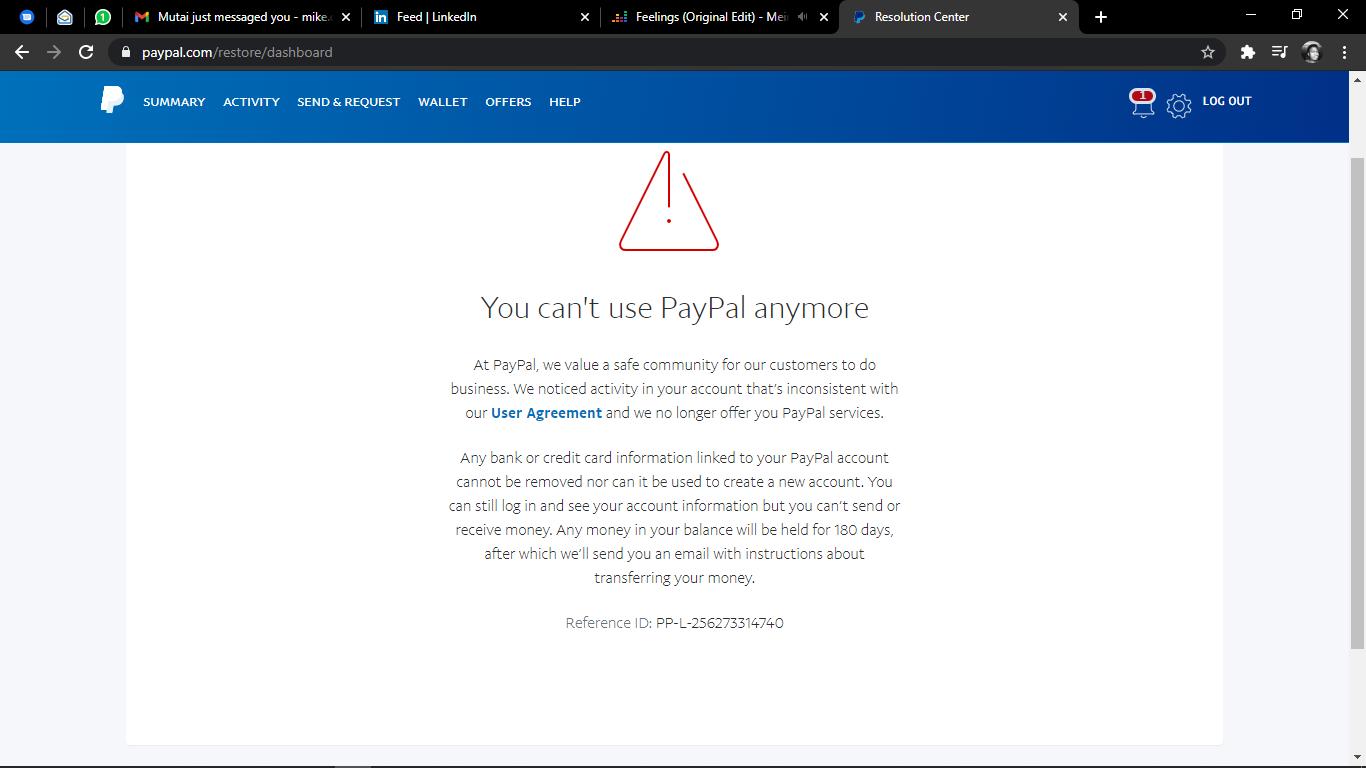 1
Mutai just messaged you - mike.
Feed | LinkedIn
Feelings (Original Edit) - Mei
Resolution Center
paypal.com/restore/dashboard
SUMMARY ACTIVITY SEND & REQUEST WALLET OFFERS HELP
1
LOG OUT
You can't use PayPal anymore
At PayPal, we value a safe community for our customers to do
business. We noticed activity in your account that's inconsistent with
our User Agreement and we no longer offer you PayPal services.
Any bank or credit card information linked to your PayPal account
cannot be removed nor can it be used to create a new account. You
can still log in and see your account information but you can't send or
receive money. Any money in your balance will be held for 180 days,
after which we'll send you an email with instructions about
transferring your money.
Reference ID: PP-L-256273314740